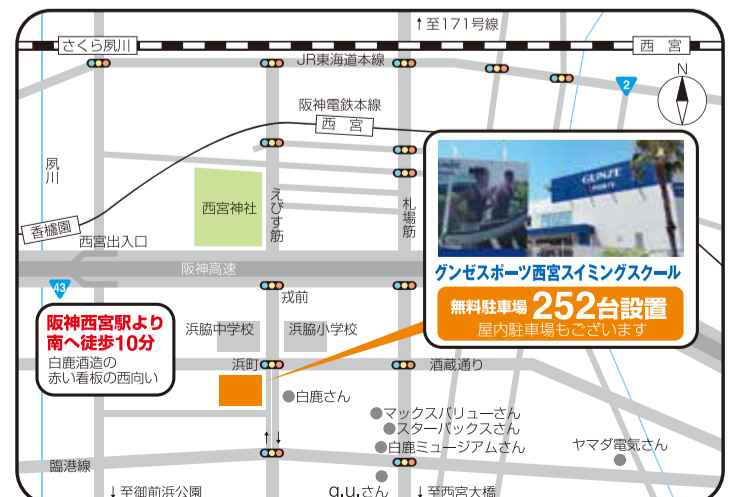 ↑至171号線
さくら夙川
西宮
JR東海道本線
N
2
阪神電鉄本線
西宮
夙川
GUNZE
GUNZE
SPORTS
西宮神社
えびす筋
札場筋
香櫨園
西宮出入口
阪神高速
グンゼスポーツ西宮スイミングスクール
43
戎前
無料駐車場252台設置
屋内駐車場もございます
阪神西宮駅より
南へ徒歩10分
白鹿酒造の
赤い看板の西向い
浜脇中学校
浜脇小学校
浜町
酒蔵通り
白鹿さん
マックスバリューさん
スターバックスさん
白鹿ミュージアムさん
ヤマダ電気さん
↑↓
臨港線
↓至御前浜公園
g.u.さん
↓至西宮大橋